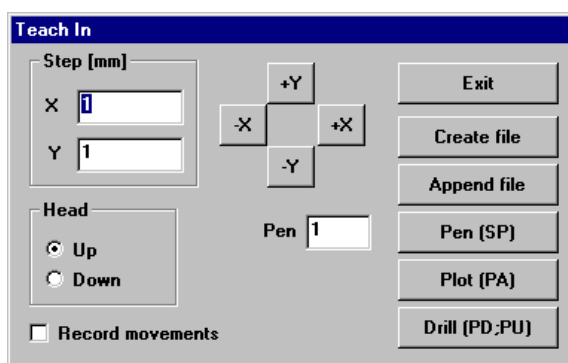 Teach In
Step [mm]
X 1
Y 1
+Y
-X
+X
-Y
Exit
Create file
Append file
Head
Up
Down
Pen 1
Pen (SP)
Plot (PA)
Drill (PD;PU)
Record movements